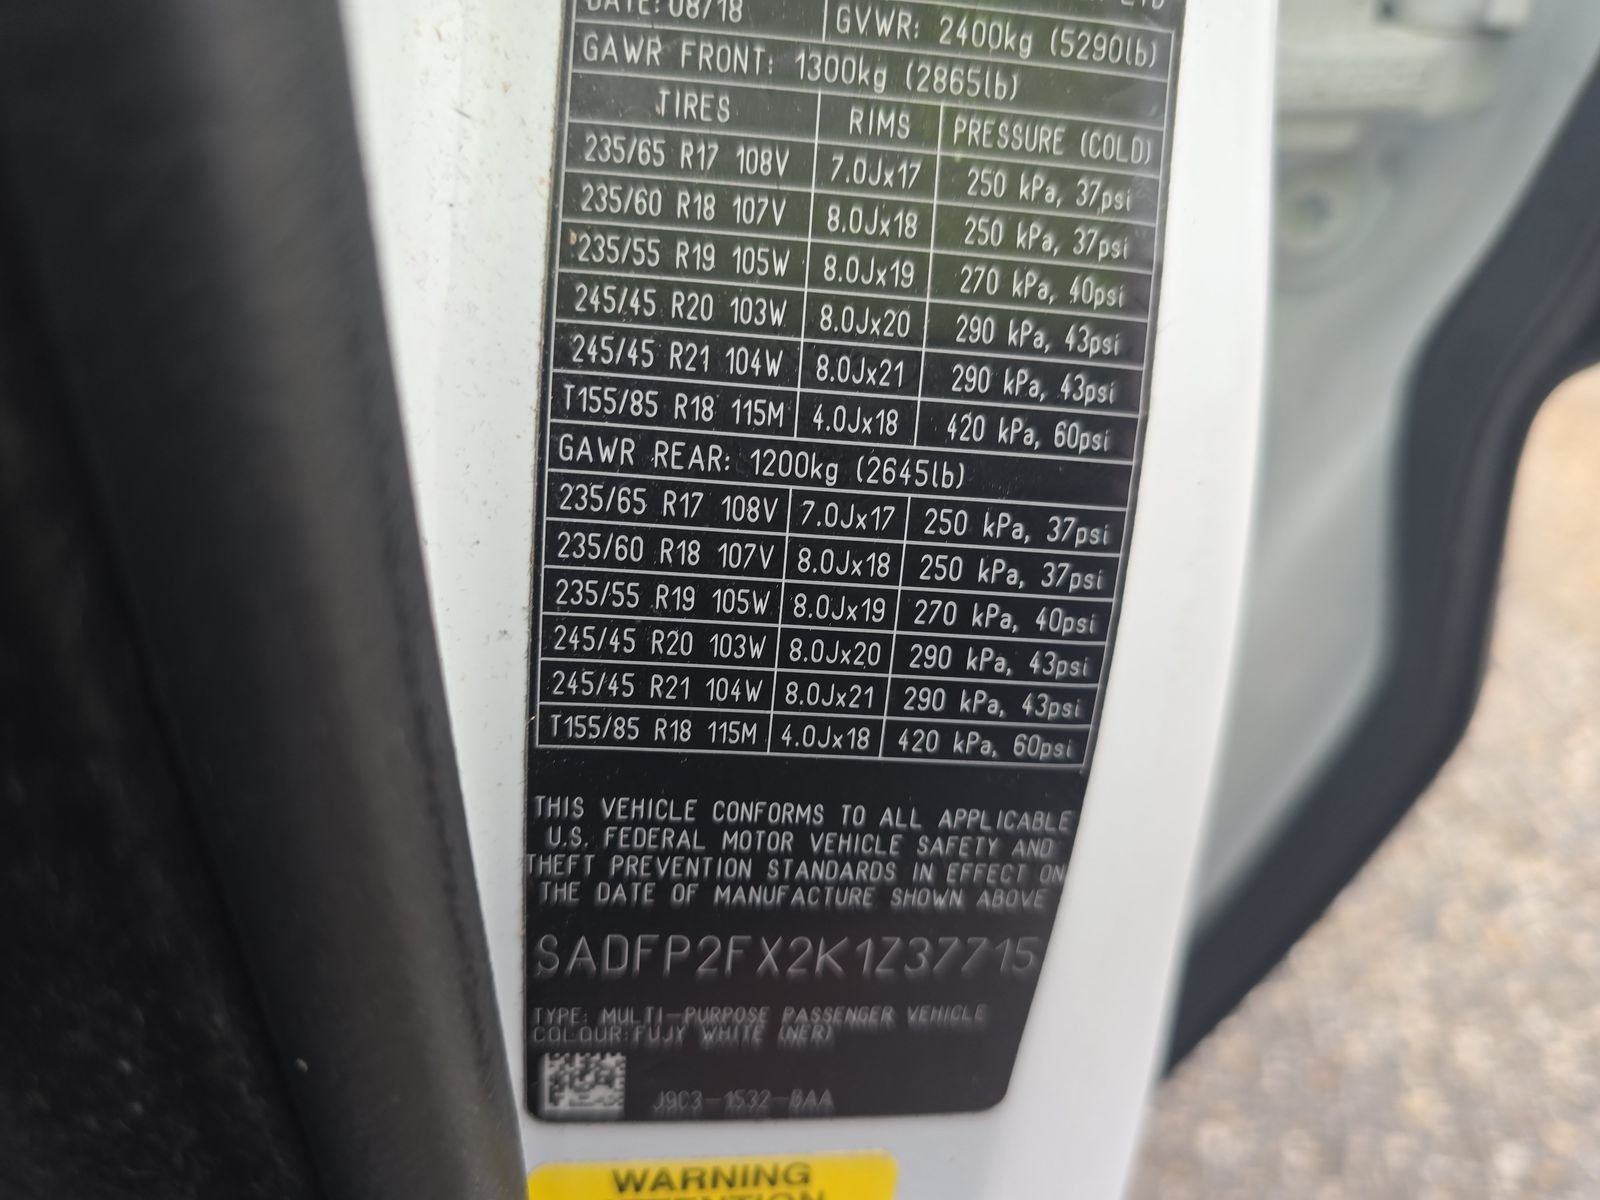 DATE: 08/18 GVWR: 2400kg (5290lb)
GAWR FRONT: 1300kg (2865lb)
TIRES RIMS PRESSURE (COLD)
235/65 R17 108V 7.0Jx17 250 kPa, 37psi
235/60 R18 107V 8.0Jx18 250 kPa, 37psi
235/55 R19 105W 8.0Jx19 270 kPa, 40psi
245/45 R20 103W 8.0Jx20 290 kPa, 43psi
245/45 R21 104W 8.0Jx21 290 kPa, 43psi
T155/85 R18 115M 4.0Jx18 420 kPa, 60psi
GAWR REAR: 1200kg (2645lb)
235/65 R17 108V 7.0Jx17 250 kPa, 37psi
235/60 R18 107V 8.0Jx18 250 kPa, 37psi
235/55 R19 105W 8.0Jx19 270 kPa, 40psi
245/45 R20 103W 8.0Jx20 290 kPa, 43psi
245/45 R21 104W 8.0Jx21 290 kPa, 43psi
T155/85 R18 115M 4.0Jx18 420 kPa, 60psi
THIS VEHICLE CONFORMS TO ALL APPLICABLE
U.S. FEDERAL MOTOR VEHICLE SAFETY AND
THEFT PREVENTION STANDARDS IN EFFECT ON
THE DATE OF MANUFACTURE SHOWN ABOVE
SADFP2FX2K1Z37715
TYPE: MULTI-PURPOSE PASSENGER VEHICLE
COLOUR:FUJY WHITE (NER)
J9C3-1532-BAA
WARNING